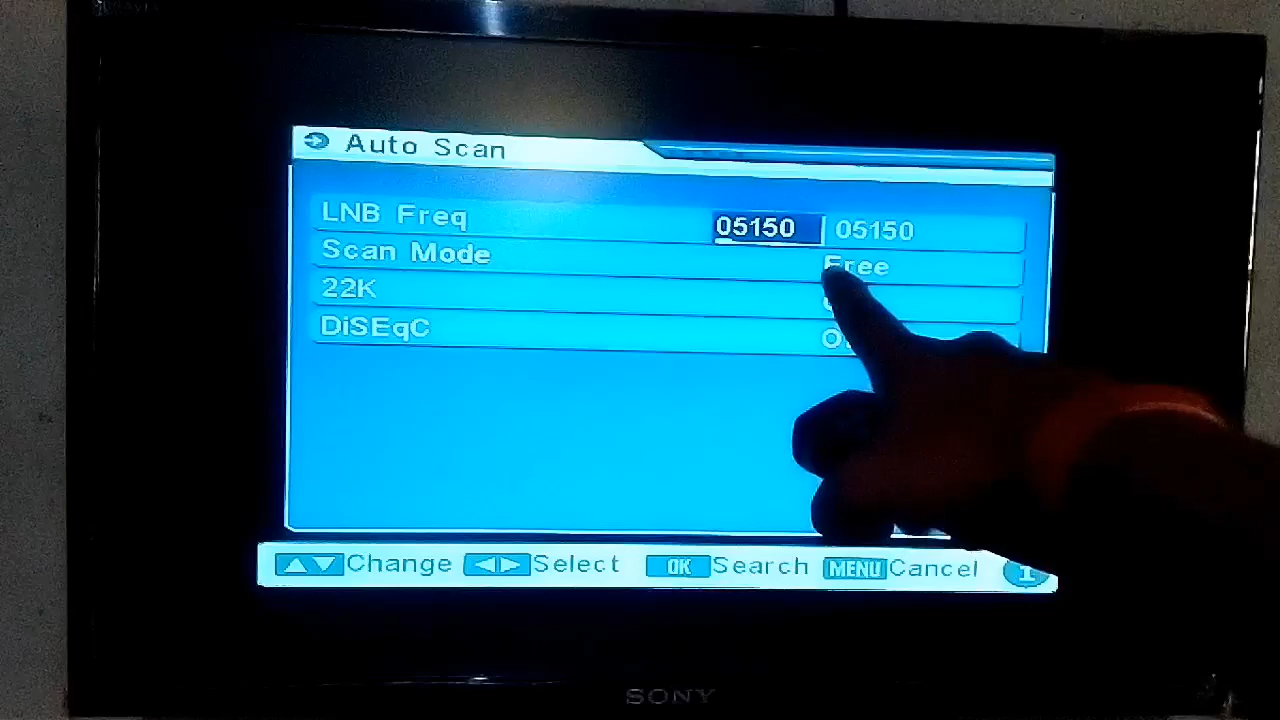 Auto Scan
LNB Freq 05150 05150
Scan Mode Free
22K
DiSEqC
Change Select OK Search MENU Cancel
SONY